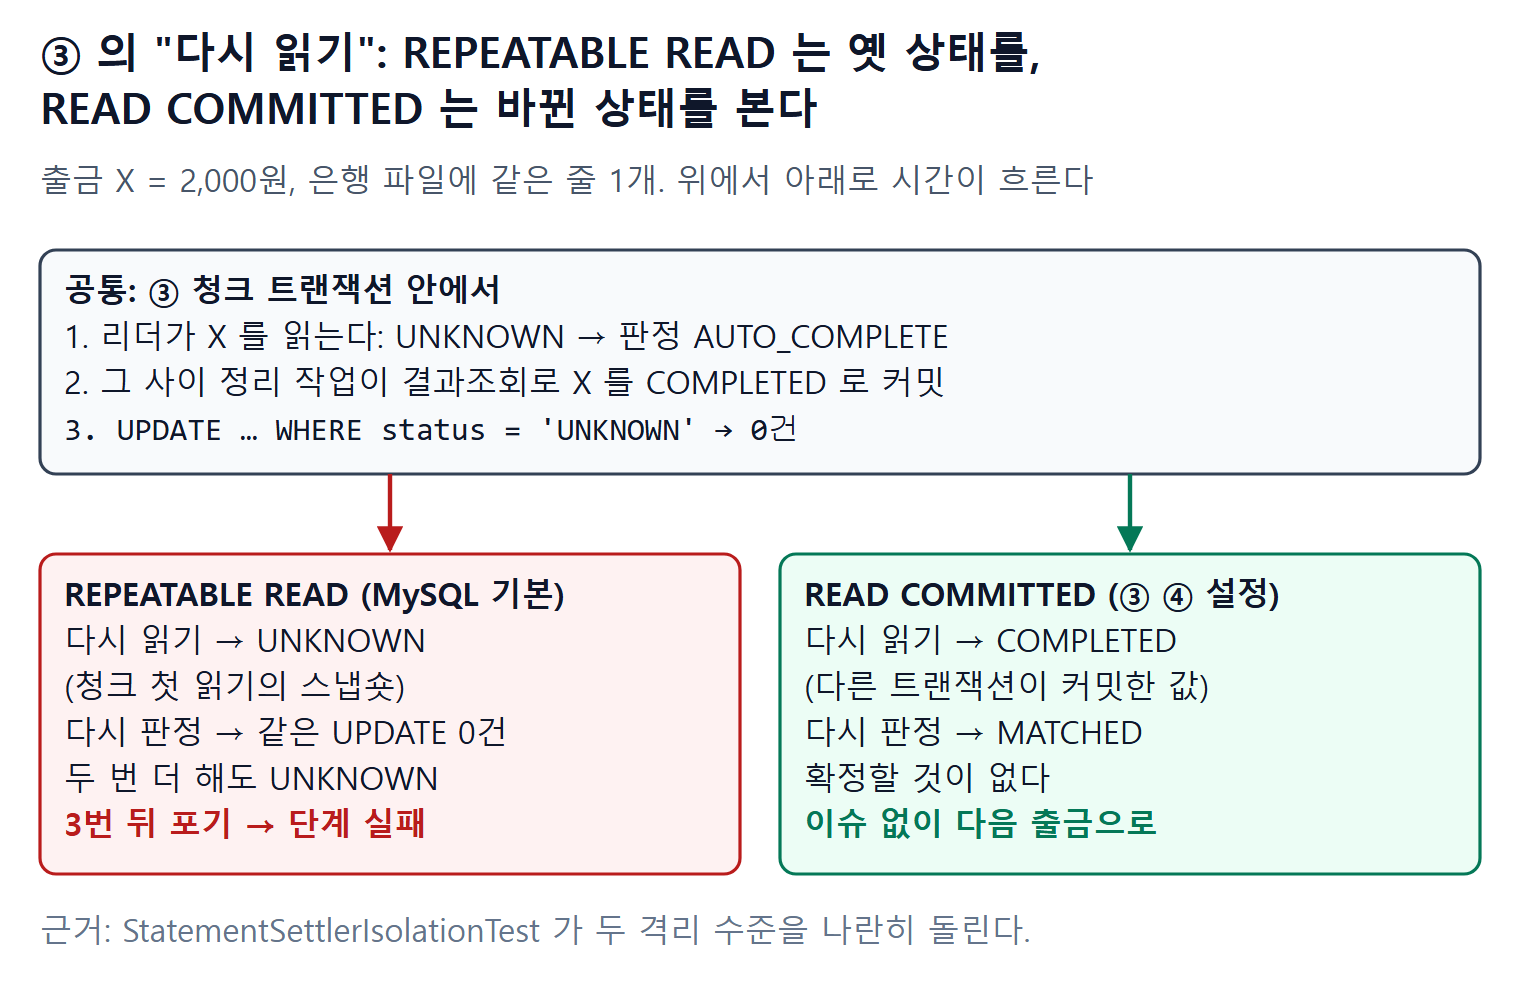 ③ 의 "다시 읽기": REPEATABLE READ 는 옛 상태를,
READ COMMITTED 는 바뀐 상태를 본다
출금 X = 2,000원, 은행 파일에 같은 줄 1개. 위에서 아래로 시간이 흐른다
공통: ③ 청크 트랜잭션 안에서
1. 리더가 X 를 읽는다: UNKNOWN → 판정 AUTO_COMPLETE
2. 그 사이 정리 작업이 결과조회로 X 를 COMPLETED 로 커밋
3. UPDATE … WHERE status = 'UNKNOWN' → 0건
REPEATABLE READ (MySQL 기본)
다시 읽기 → UNKNOWN
(청크 첫 읽기의 스냅숏)
다시 판정 → 같은 UPDATE 0건
두 번 더 해도 UNKNOWN
3번 뒤 포기 → 단계 실패
READ COMMITTED (③ ④ 설정)
다시 읽기 → COMPLETED
(다른 트랜잭션이 커밋한 값)
다시 판정 → MATCHED
확정할 것이 없다
이슈 없이 다음 출금으로
근거: StatementSettlerIsolationTest 가 두 격리 수준을 나란히 돌린다.